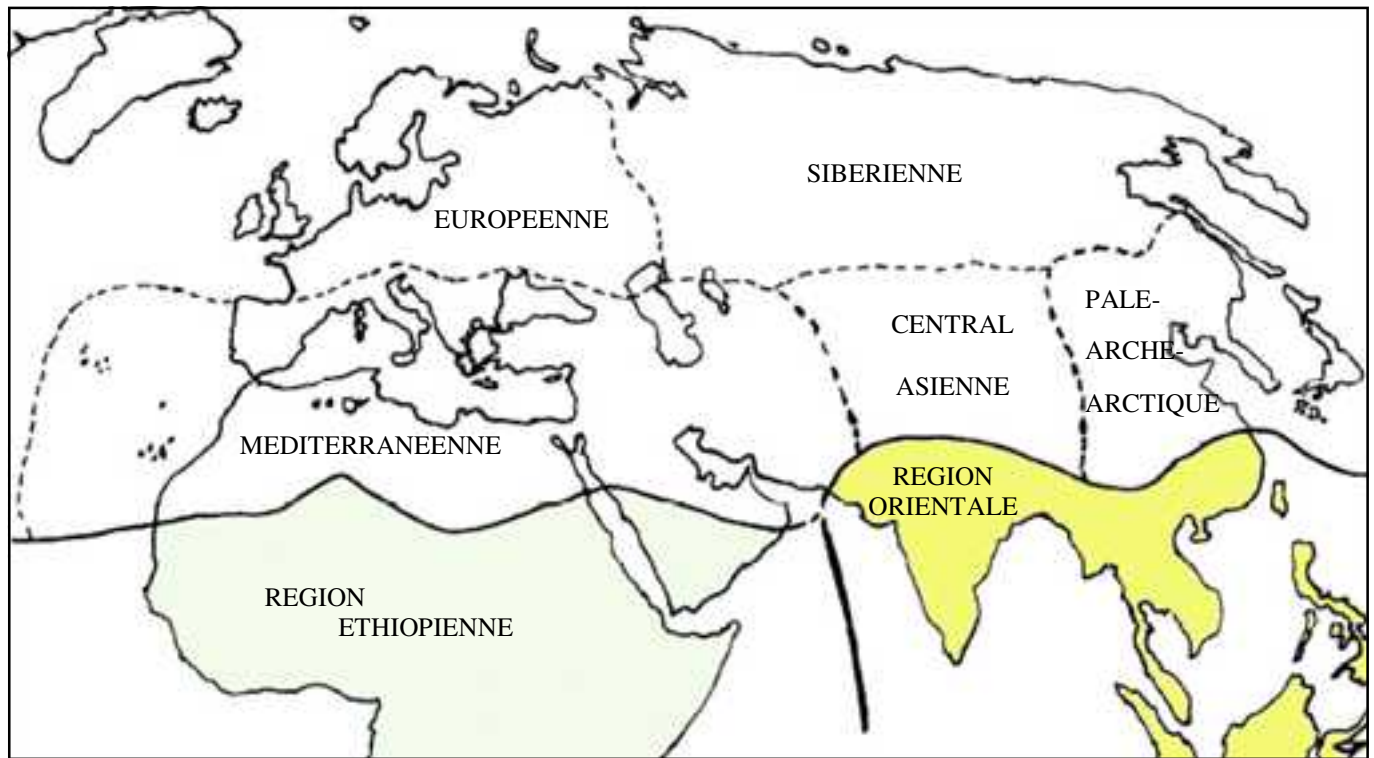 SIBERIENNE
EUROPEENNE
PALE-
ARCHE-
ARCTIQUE
CENTRAL
ASIENNE
MEDITERRANEENNE
REGION
ORIENTALE
REGION
ETHIOPIENNE